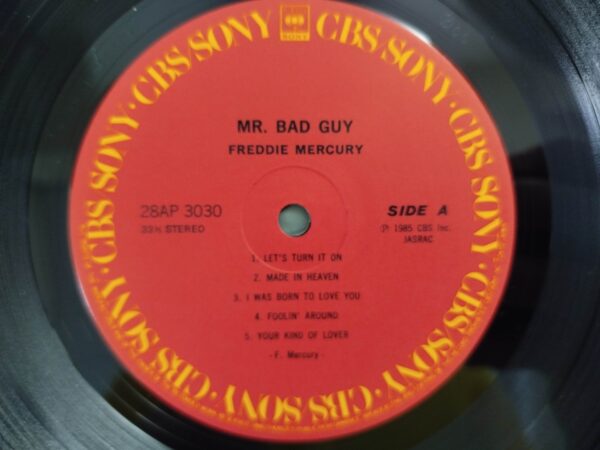 CBS/SONY · CBS/SONY · CBS SONY · CBS SONY · CBS SONY · CBS/SONY · CBS SONY · CBS SONY · CBS SONY
SONY
MR. BAD GUY
FREDDIE MERCURY
28AP 3030
33⅓ STEREO
SIDE A
Ⓟ 1985 CBS Inc.
JASRAC
1. LET'S TURN IT ON
2. MADE IN HEAVEN
3. I WAS BORN TO LOVE YOU
4. FOOLIN' AROUND
5. YOUR KIND OF LOVER
-F. Mercury-